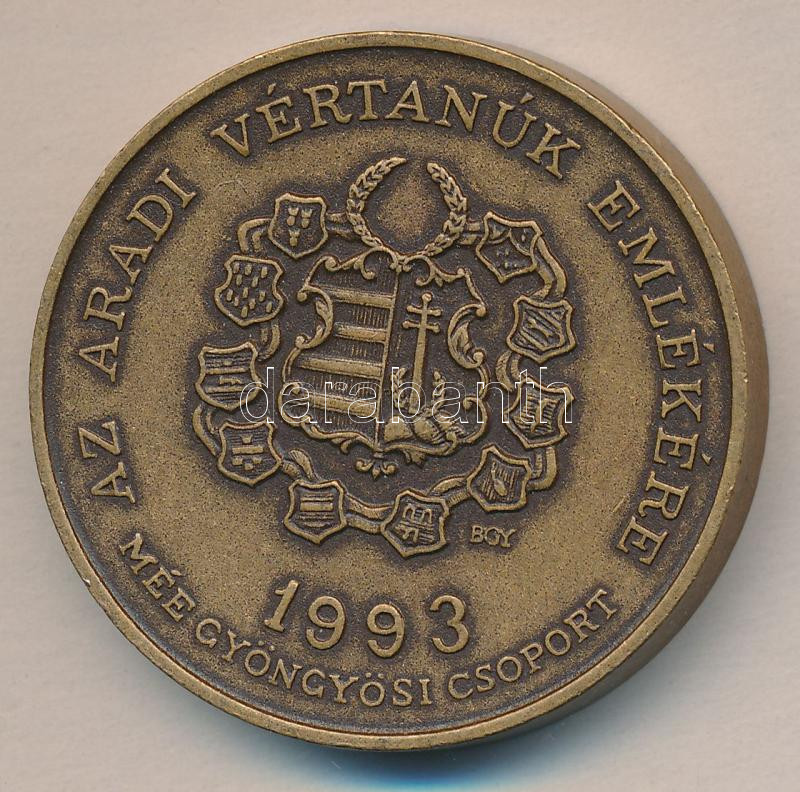 AZ ARADI VÉRTANÚK EMLÉKÉRE
BGY
1993
MÉE GYÖNGYÖSI CSOPORT
darabanth